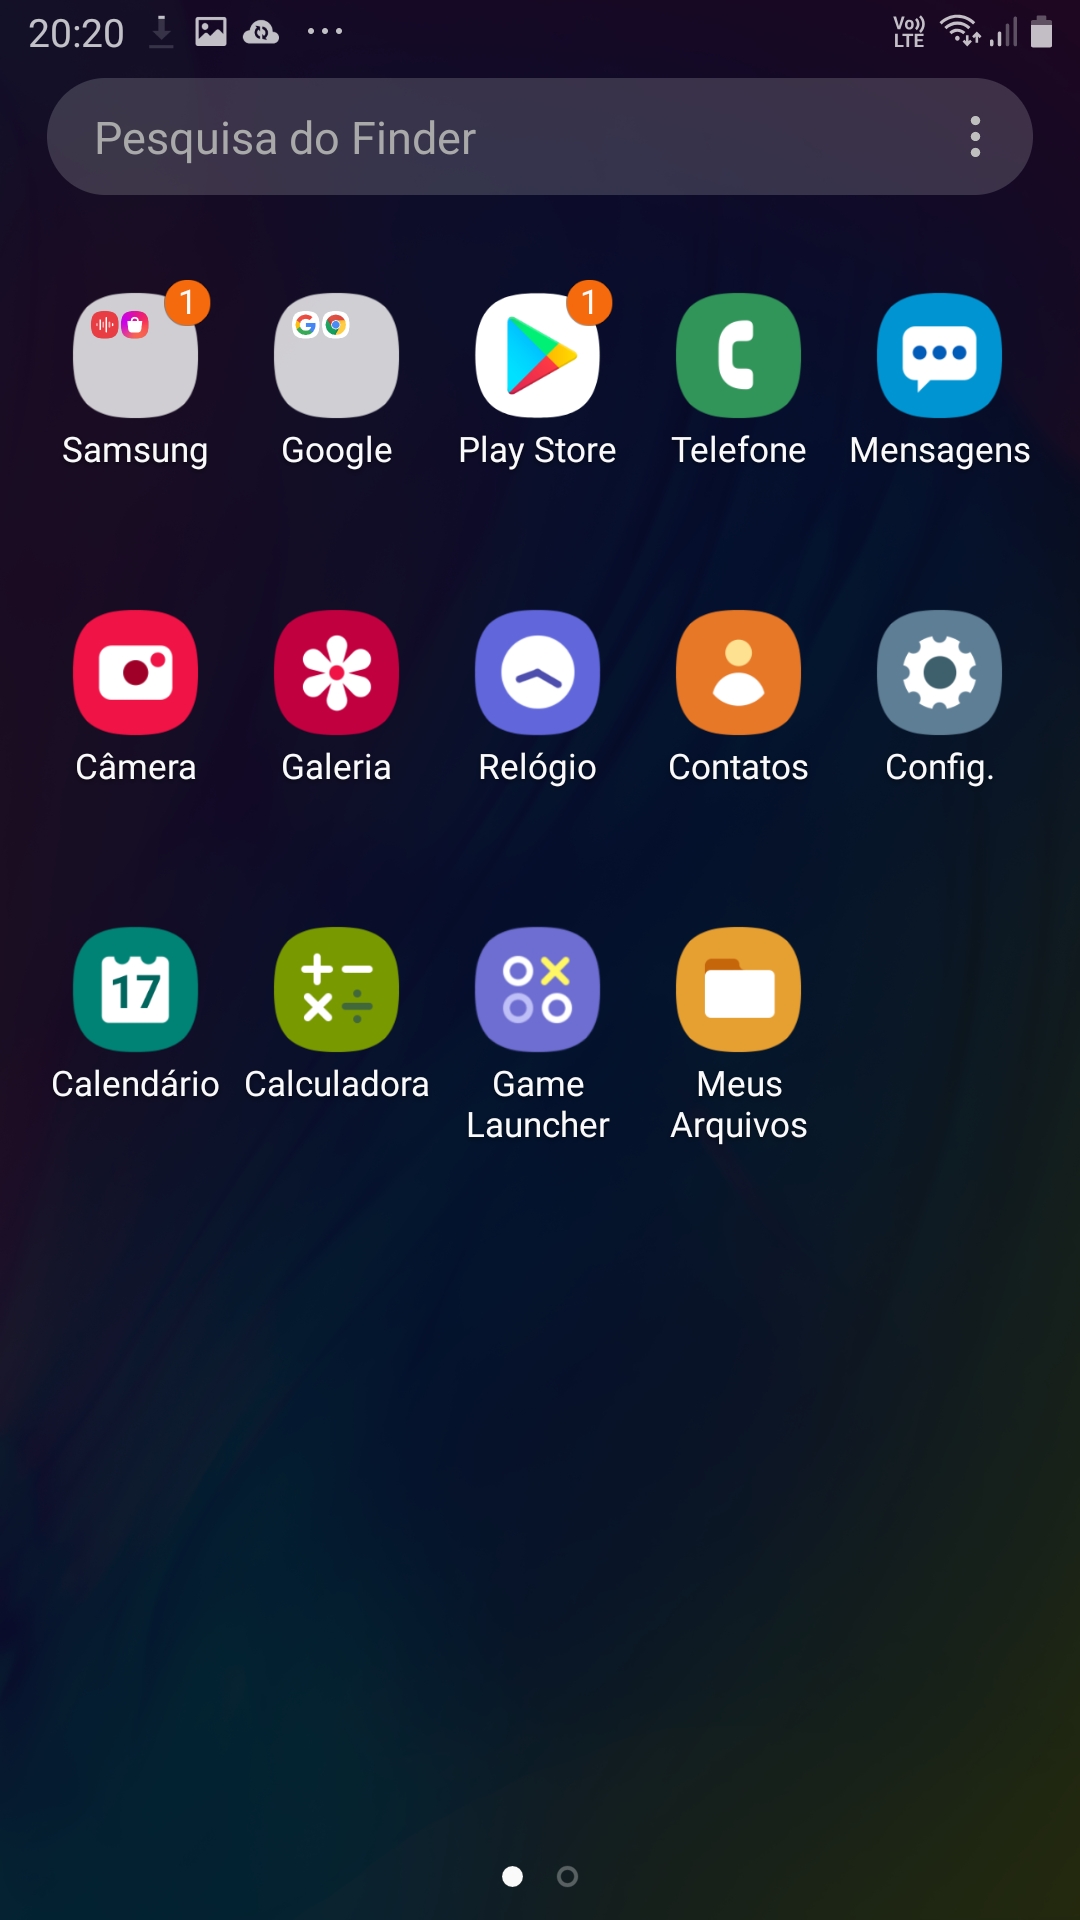 20:20 Vo)) LTE
Pesquisa do Finder
1 1
Samsung Google Play Store Telefone Mensagens
Câmera Galeria Relógio Contatos Config.
17
Calendário Calculadora Game Launcher Meus Arquivos